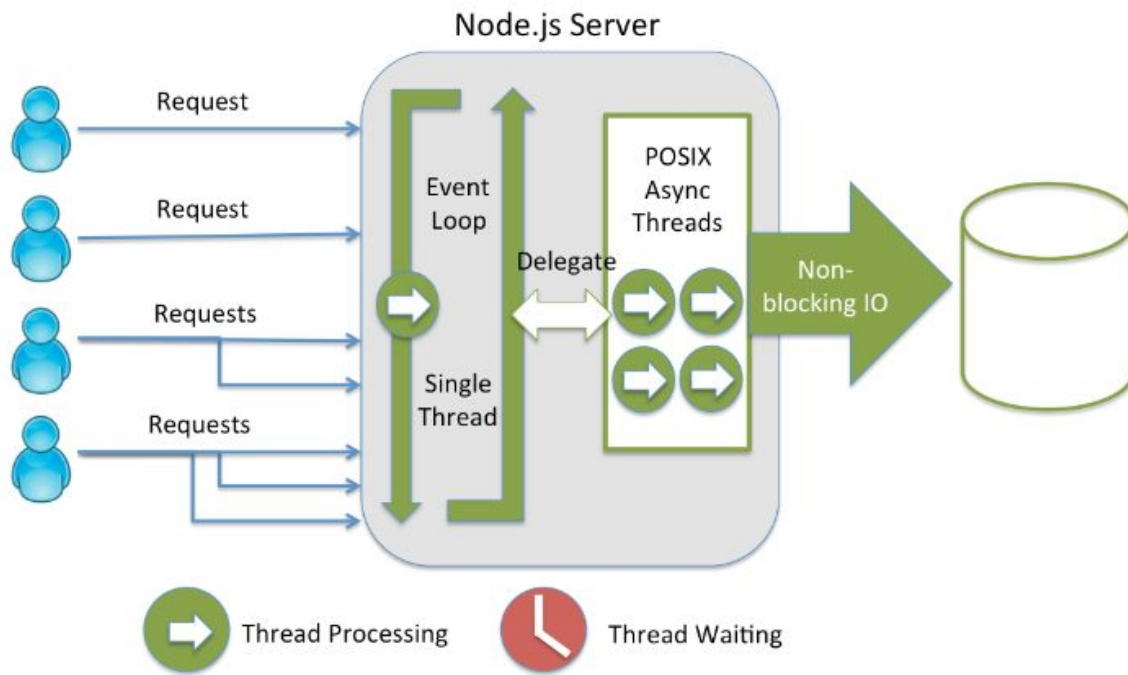 Node.js Server
Request
Request
Requests
Requests
Event
Loop
Single
Thread
Delegate
POSIX
Async
Threads
Non-
blocking IO
Thread Processing
Thread Waiting